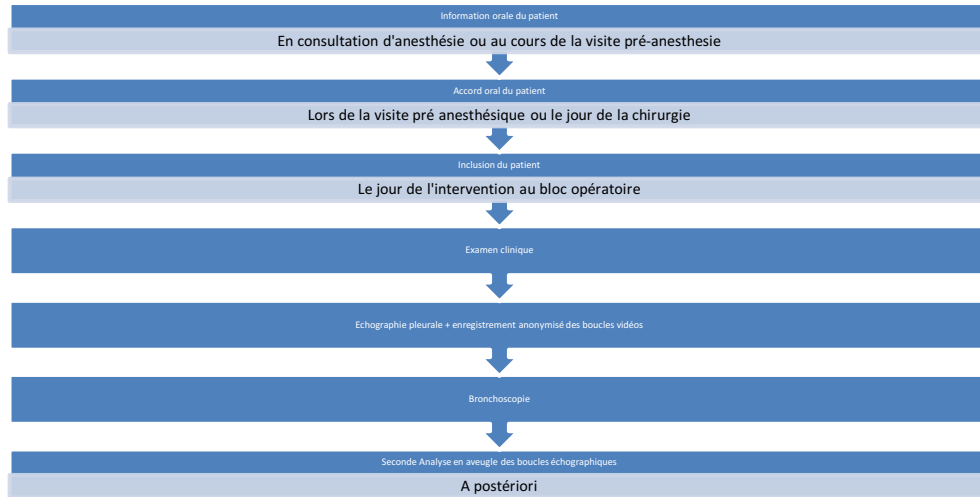 Information orale du patient
En consultation d'anesthésie ou au cours de la visite pré-anesthesie
Accord oral du patient
Lors de la visite pré anesthésique ou le jour de la chirurgie
Inclusion du patient
Le jour de l'intervention au bloc opératoire
Examen clinique
Echographie pleurale + enregistrement anonymisé des boucles vidéos
Bronchoscopie
Seconde Analyse en aveugle des boucles échographiques
A postériori